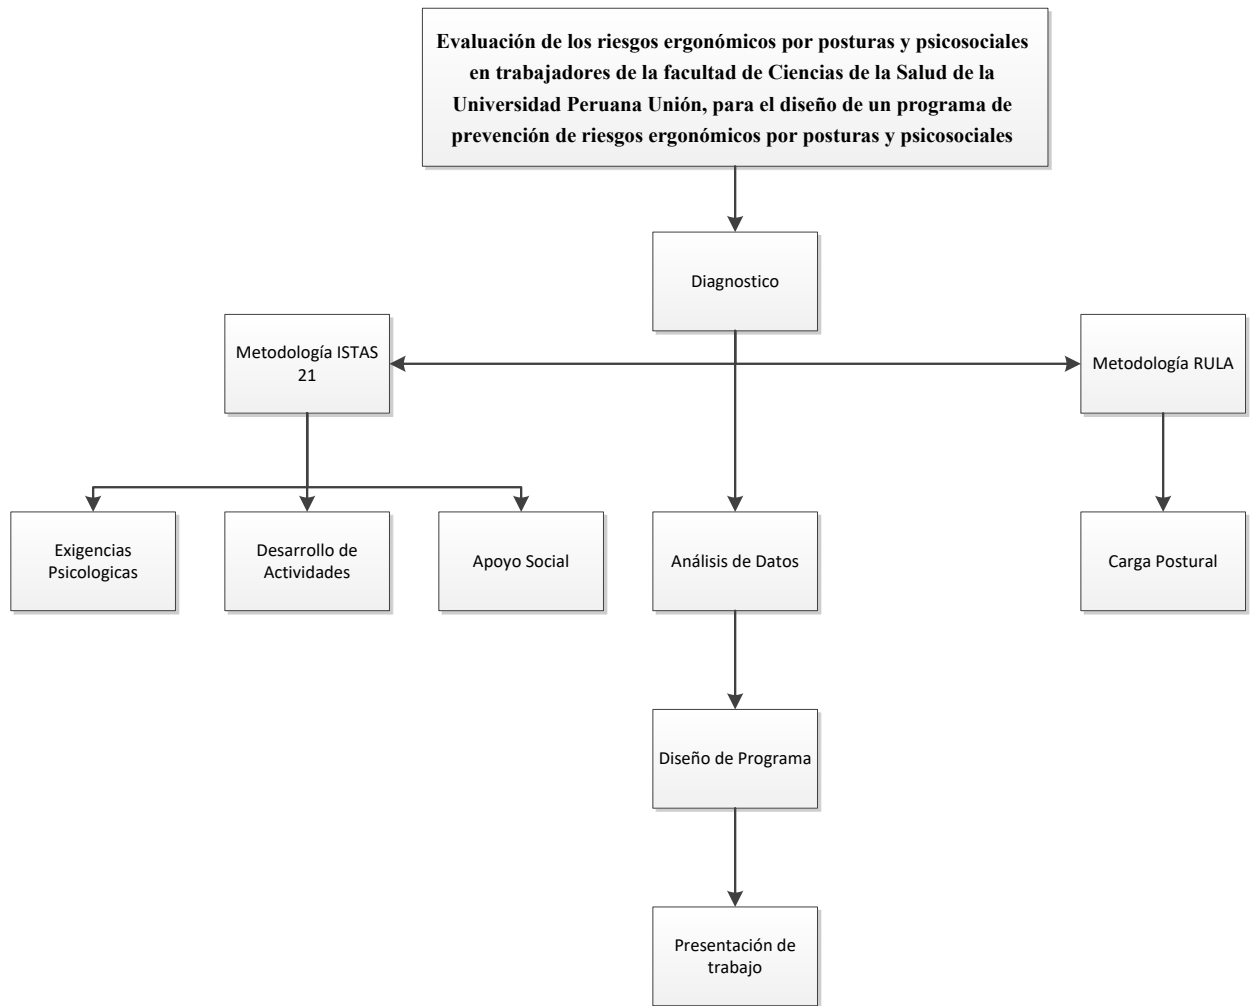 Evaluación de los riesgos ergonómicos por posturas y psicosociales
en trabajadores de la facultad de Ciencias de la Salud de la
Universidad Peruana Unión, para el diseño de un programa de
prevención de riesgos ergonómicos por posturas y psicosociales
Diagnostico
Metodología ISTAS
21
Metodología RULA
Exigencias
Psicologicas
Desarrollo de
Actividades
Apoyo Social
Análisis de Datos
Carga Postural
Diseño de Programa
Presentación de
trabajo